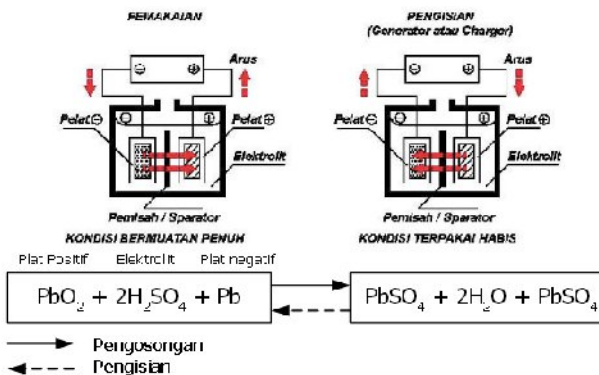 PEMAKAIAN
Arus
Pelat ⊖
Pelat ⊕
Elektrolit
Pemisah / Sparator
KONDISI BERMUATAN PENUH
PENGISIAN
(Generator atau Charger)
Arus
Pelat ⊖
Pelat ⊕
Elektrolit
Pemisah / Sparator
KONDISI TERPAKAI HABIS
Plat Positif Elektrolit Plat negatif
PbO₂ + 2H₂SO₄ + Pb
PbSO₄ + 2H₂O + PbSO₄
Pengosongan
Pengisian